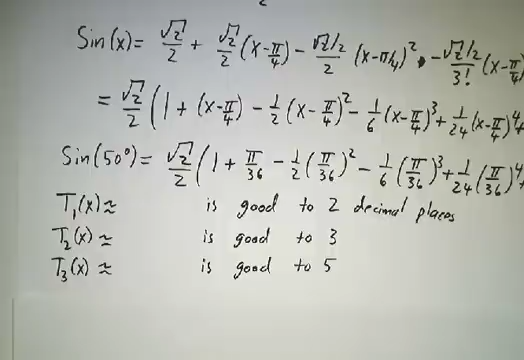 Sin(x) = √2/2 + √2/2 (x-π/4) - √2/2/2 (x-π/4)² - √2/2/3! (x-π/4
= √2/2 (1 + (x-π/4) - 1/2 (x-π/4)² - 1/6 (x-π/4)³ + 1/24 (x-π/4)⁴+
Sin(50°) = √2/2 (1 + π/36 - 1/2 (π/36)² - 1/6 (π/36)³ + 1/24 (π/36)⁴
T₁(x) ≈ is good to 2 decimal places
T₂(x) ≈ is good to 3
T₃(x) ≈ is good to 5